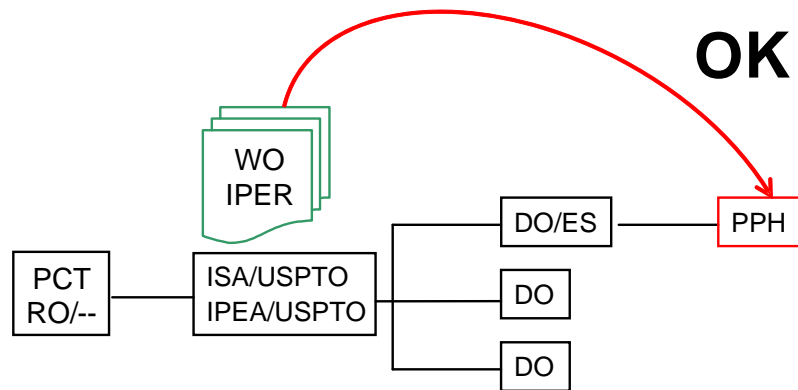 OK
WO
IPER
DO/ES
PPH
PCT
RO/--
ISA/USPTO
IPEA/USPTO
DO
DO